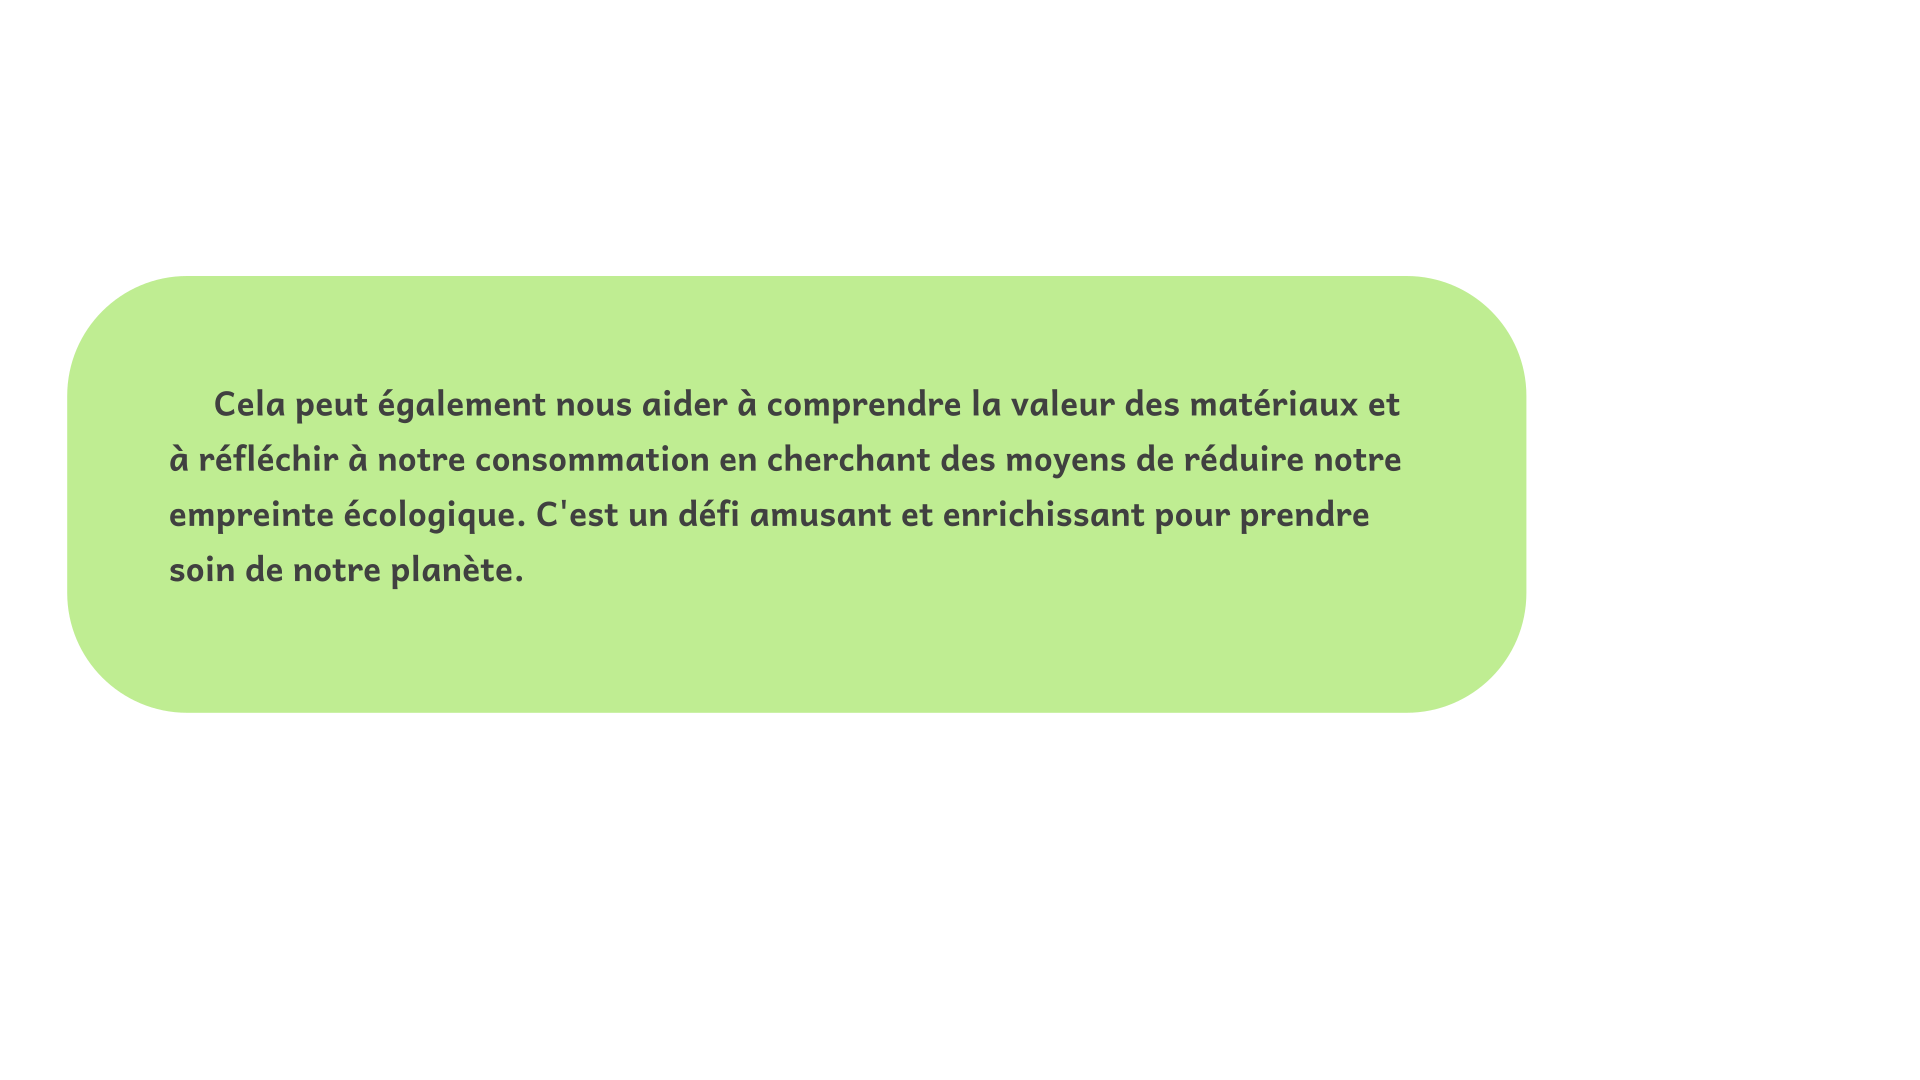 Cela peut également nous aider à comprendre la valeur des matériaux et
à réfléchir à notre consommation en cherchant des moyens de réduire notre
empreinte écologique. C'est un défi amusant et enrichissant pour prendre
soin de notre planète.